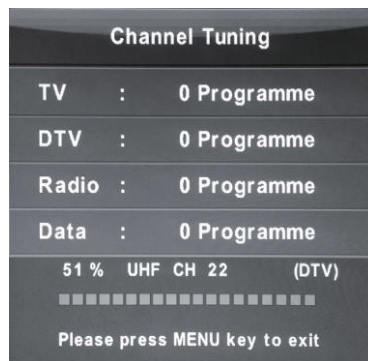 Channel Tuning
TV : 0 Programme
DTV : 0 Programme
Radio : 0 Programme
Data : 0 Programme
51 % UHF CH 22 (DTV)
Please press MENU key to exit